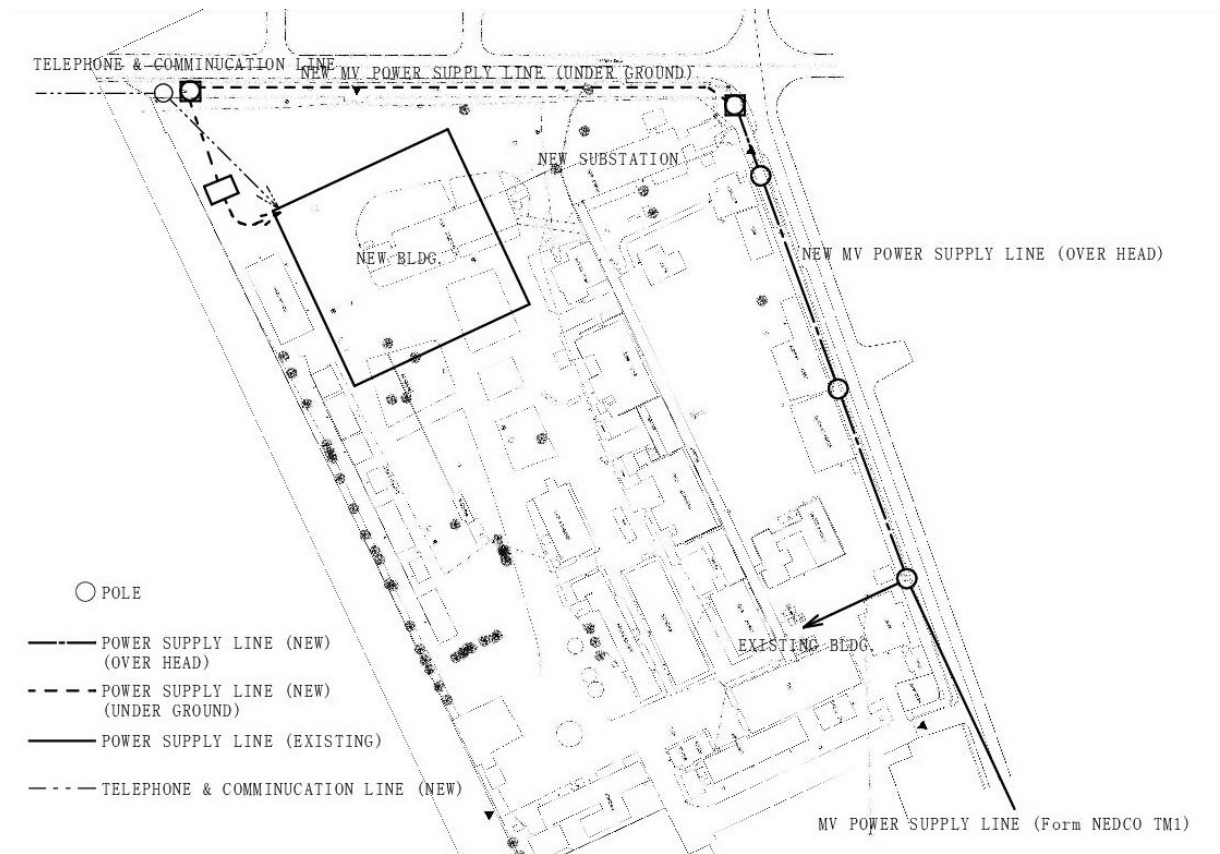 TELEPHONE & COMMINUCATION LINE
NEW MV POWER SUPPLY LINE (UNDER GROUND)
NEW SUBSTATION
NEW BLDG.
NEW MV POWER SUPPLY LINE (OVER HEAD)
POLE
POWER SUPPLY LINE (NEW)
(OVER HEAD)
POWER SUPPLY LINE (NEW)
(UNDER GROUND)
POWER SUPPLY LINE (EXISTING)
TELEPHONE & COMMINUCATION LINE (NEW)
EXISTING BLDG.
MV POWER SUPPLY LINE (Form NEDCO TM1)